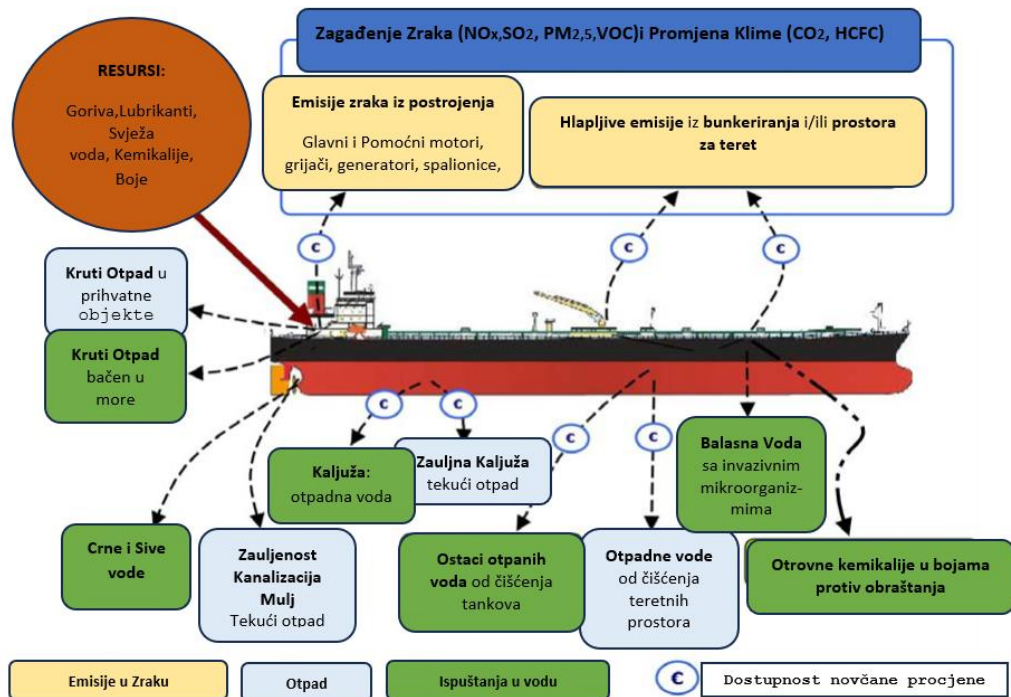 Zagađenje Zraka (NOx,SO2, PM2,5,VOC)i Promjena Klime (CO2, HCFC)
RESURSI:
Goriva,Lubrikanti,
Svježa
voda, Kemikalije,
Boje
Emisije zraka iz postrojenja
Glavni i Pomoćni motori,
grijači, generatori, spalionice,
Hlapljive emisije iz bunkeriranja i/ili prostora
za teret
C
C
C
Kruti Otpad u
prihvatne
objekte
Kruti Otpad
bačen u
more
C
C
C
C
Kaljuža:
otpadna voda
Zauljna Kaljuža
tekući otpad
Balasna Voda
sa invazivnim
mikroorganiz-
mima
Crne i Sive
vode
Zauljenost
Kanalizacija
Mulj
Tekući otpad
Ostaci otpanih
voda od čišćenja
tankova
Otpadne vode
od čišćenja
teretnih
prostora
Otrovne kemikalije u bojama
protiv obraštanja
Emisije u Zraku
Otpad
Ispuštanja u vodu
C
Dostupnost novčane procjene